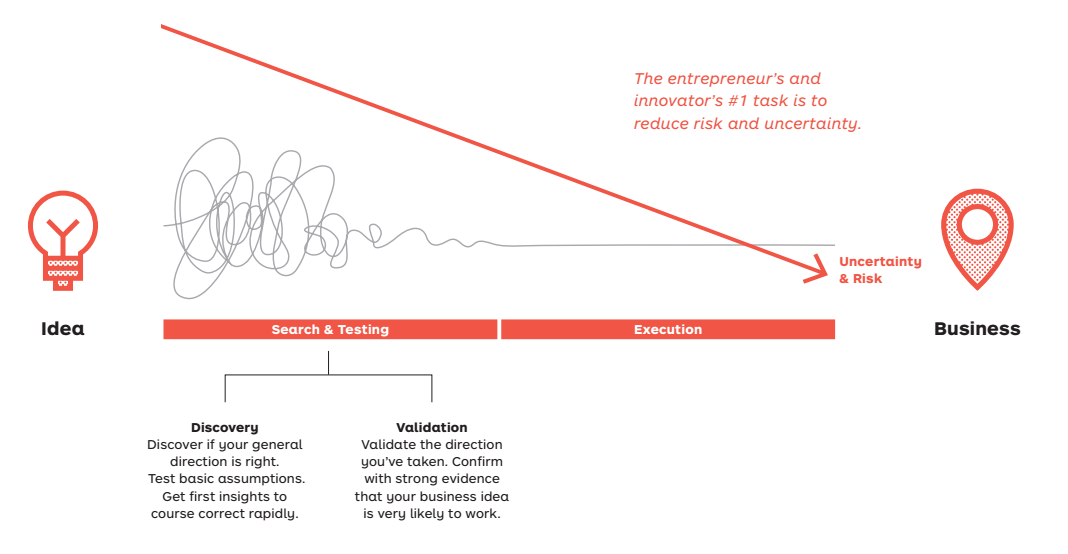 The entrepreneur's and
innovator's #1 task is to
reduce risk and uncertainty.
Uncertainty
& Risk
Idea
Business
Search & Testing
Execution
Discovery
Discover if your general
direction is right.
Test basic assumptions.
Get first insights to
course correct rapidly.
Validation
Validate the direction
you've taken. Confirm
with strong evidence
that your business idea
is very likely to work.